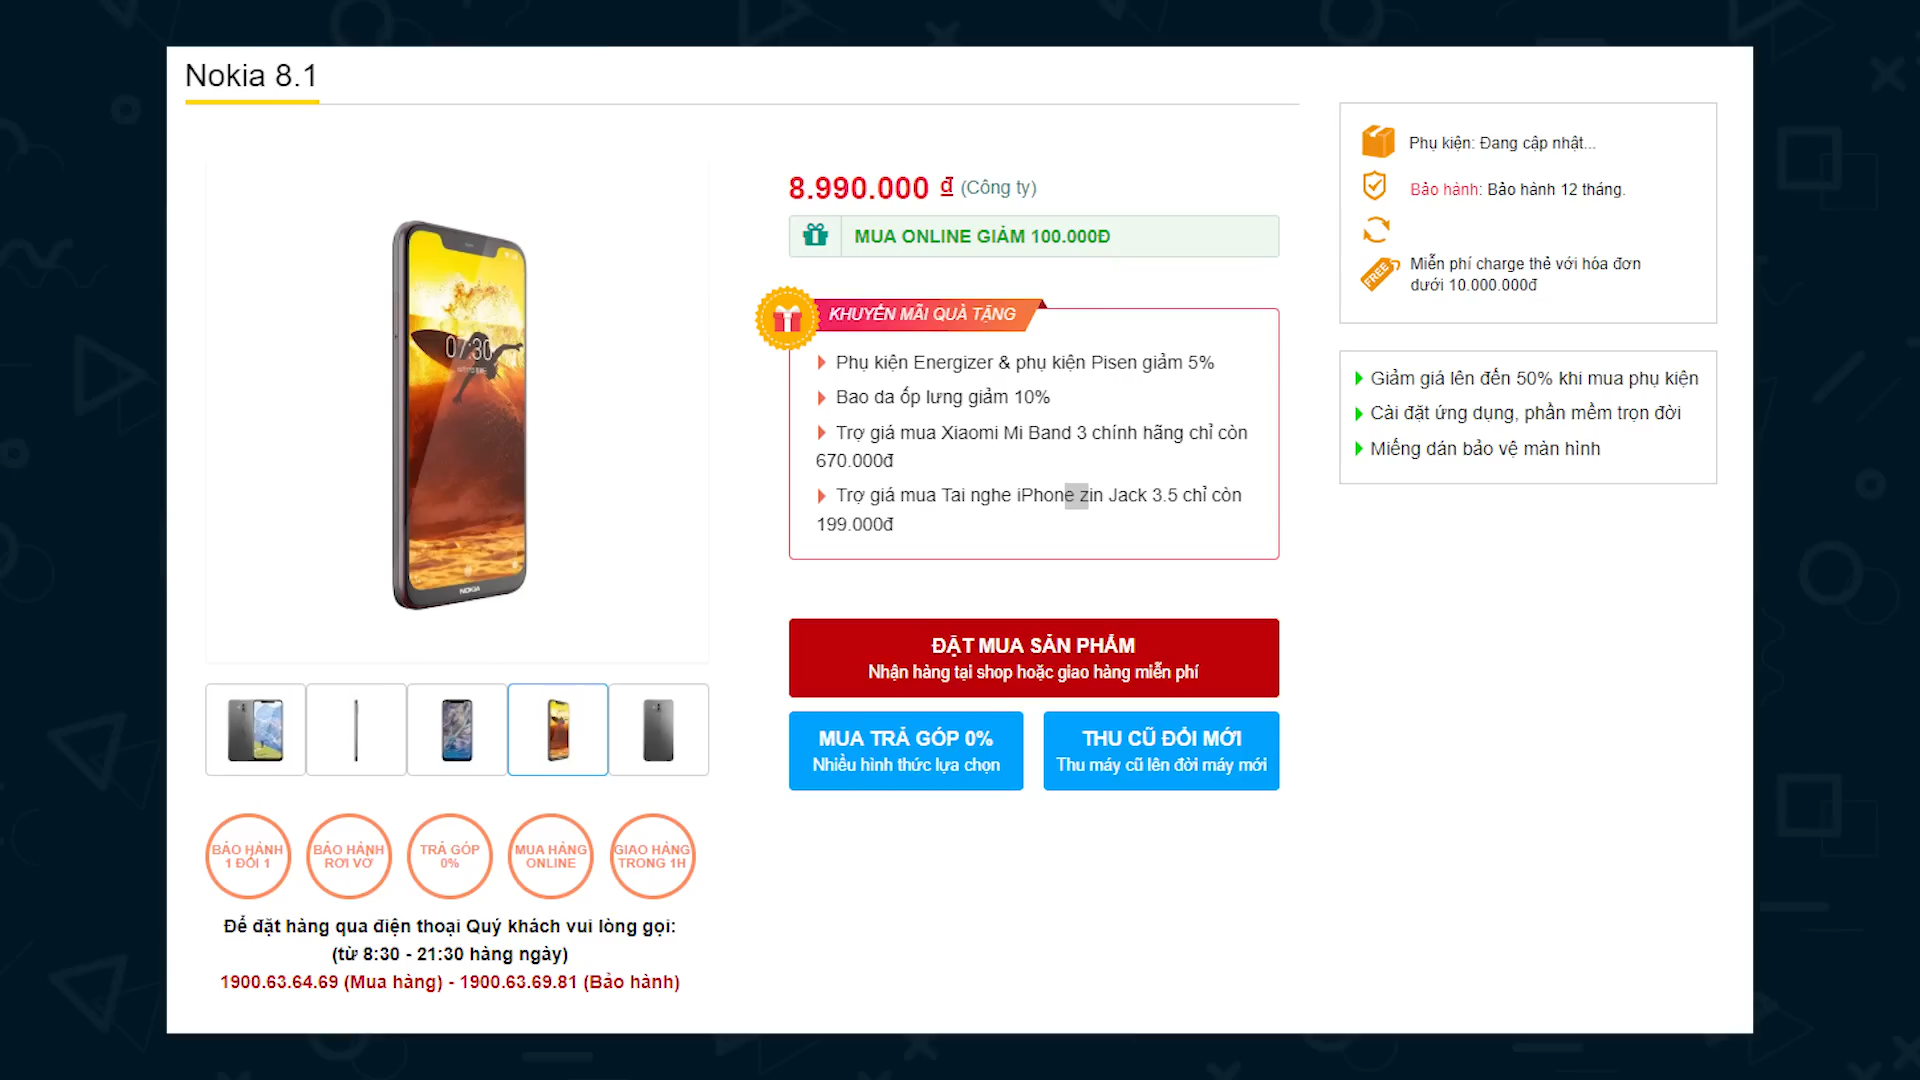 Nokia 8.1
07:30
NOKIA
8.990.000 ₫ (Công ty)
MUA ONLINE GIẢM 100.000Đ
KHUYẾN MÃI QUÀ TẶNG
Phụ kiện Energizer & phụ kiện Pisen giảm 5%
Bao da ốp lưng giảm 10%
Trợ giá mua Xiaomi Mi Band 3 chính hãng chỉ còn
670.000đ
Trợ giá mua Tai nghe iPhone zin Jack 3.5 chỉ còn
199.000đ
ĐẶT MUA SẢN PHẨM
Nhận hàng tại shop hoặc giao hàng miễn phí
MUA TRẢ GÓP 0%
Nhiều hình thức lựa chọn
THU CŨ ĐỔI MỚI
Thu máy cũ lên đời máy mới
BẢO HÀNH
1 ĐỔI 1
BẢO HÀNH
RƠI VỠ
TRẢ GÓP
0%
MUA HÀNG
ONLINE
GIAO HÀNG
TRONG 1H
Để đặt hàng qua điện thoại Quý khách vui lòng gọi:
(từ 8:30 - 21:30 hàng ngày)
1900.63.64.69 (Mua hàng) - 1900.63.69.81 (Bảo hành)
Phụ kiện: Đang cập nhật...
Bảo hành: Bảo hành 12 tháng.
FREE
Miễn phí charge thẻ với hóa đơn
dưới 10.000.000đ
Giảm giá lên đến 50% khi mua phụ kiện
Cài đặt ứng dụng, phần mềm trọn đời
Miếng dán bảo vệ màn hình